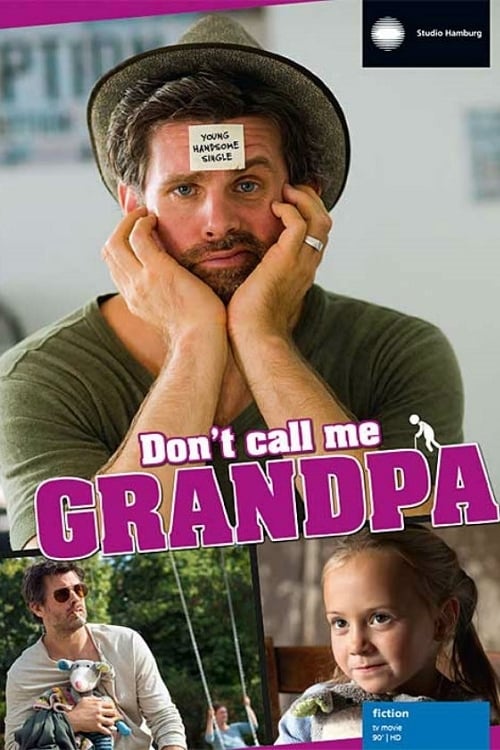 Studio Hamburg
YOUNG
HANDSOME
SINGLE
Don't call me
GRANDPA
fiction
tv movie
90' | HD